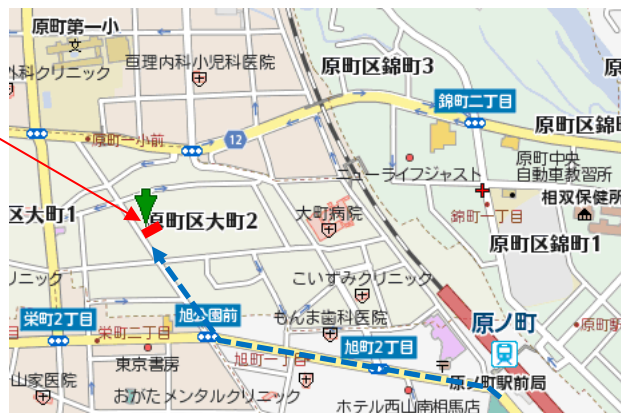 原町第一小
亘理内科小児科医院
外科クリニック
原町区錦町3
原
錦町二丁目
12
原町一小前
原町区錦
原町中央
自動車教習所
ニューライフジャスト
相双保健所
錦町一丁目
区大町1
原町区大町2
大町病院
原町区錦町1
ニック
こいずみクリニック
栄町2丁目
栄町二丁目
旭公園前
もんま歯科医院
原ノ町
原町駅
旭町一丁目
旭町2丁目
東京書房
原ノ町駅前局
山家医院
おがたメンタルクリニック
ホテル西山南相馬店